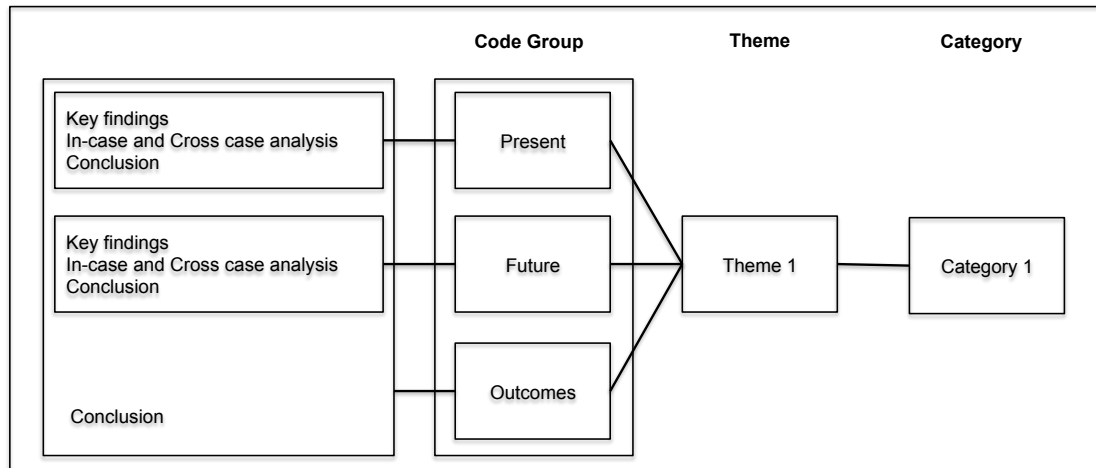 Code Group
Theme
Category
Key findings
In-case and Cross case analysis
Conclusion
Present
Key findings
In-case and Cross case analysis
Conclusion
Future
Theme 1
Category 1
Outcomes
Conclusion